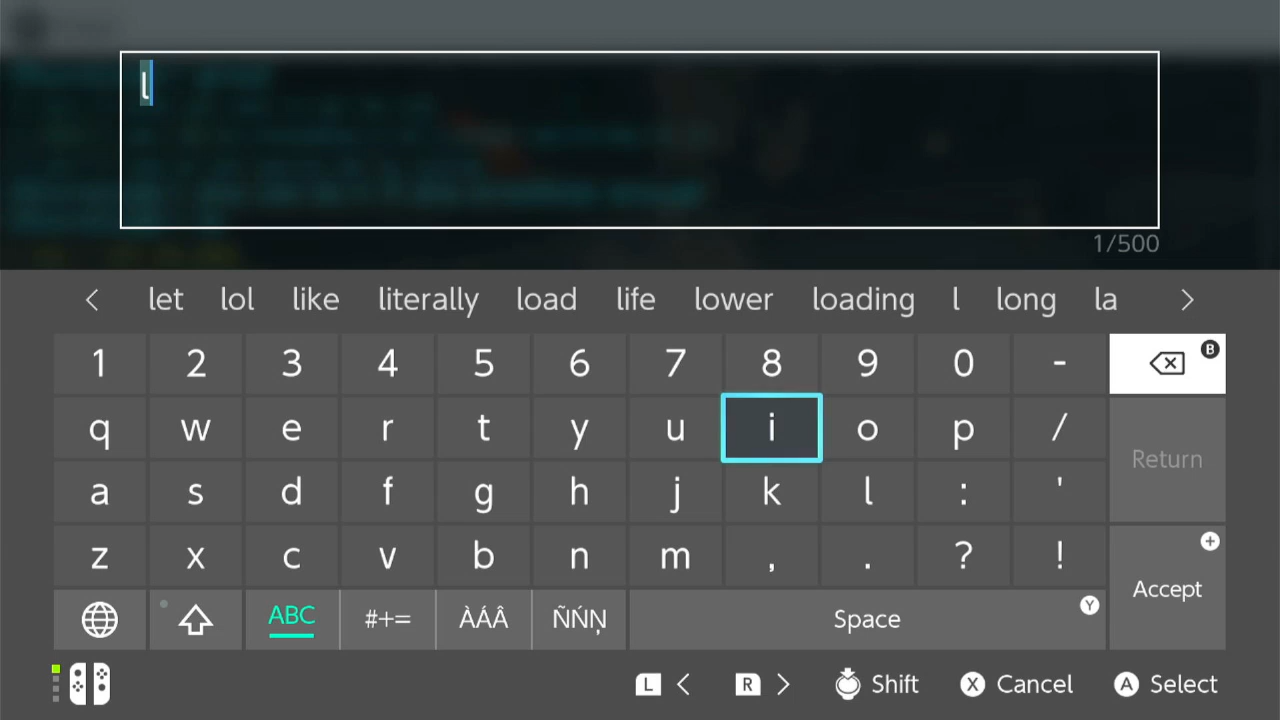 l
1/500
let lol like literally load life lower loading l long la
1 2 3 4 5 6 7 8 9 0 - B
q w e r t y u i o p /
Return
a s d f g h j k l : '
z x c v b n m , . ? ! +
Accept
ABC #+= ÀÁÂ ÑŃŅ Space Y
L R Shift X Cancel A Select